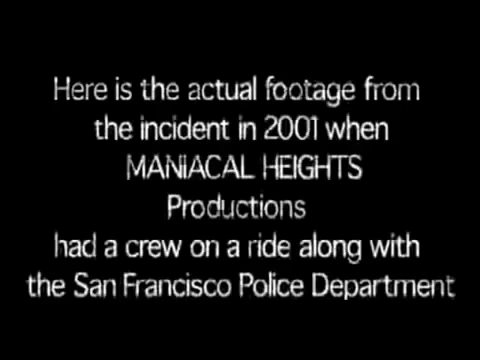 Here is the actual footage from
the incident in 2001 when
MANiACAL HEIGHTS
Productions
had a crew on a ride along with
the San Francisco Police Department